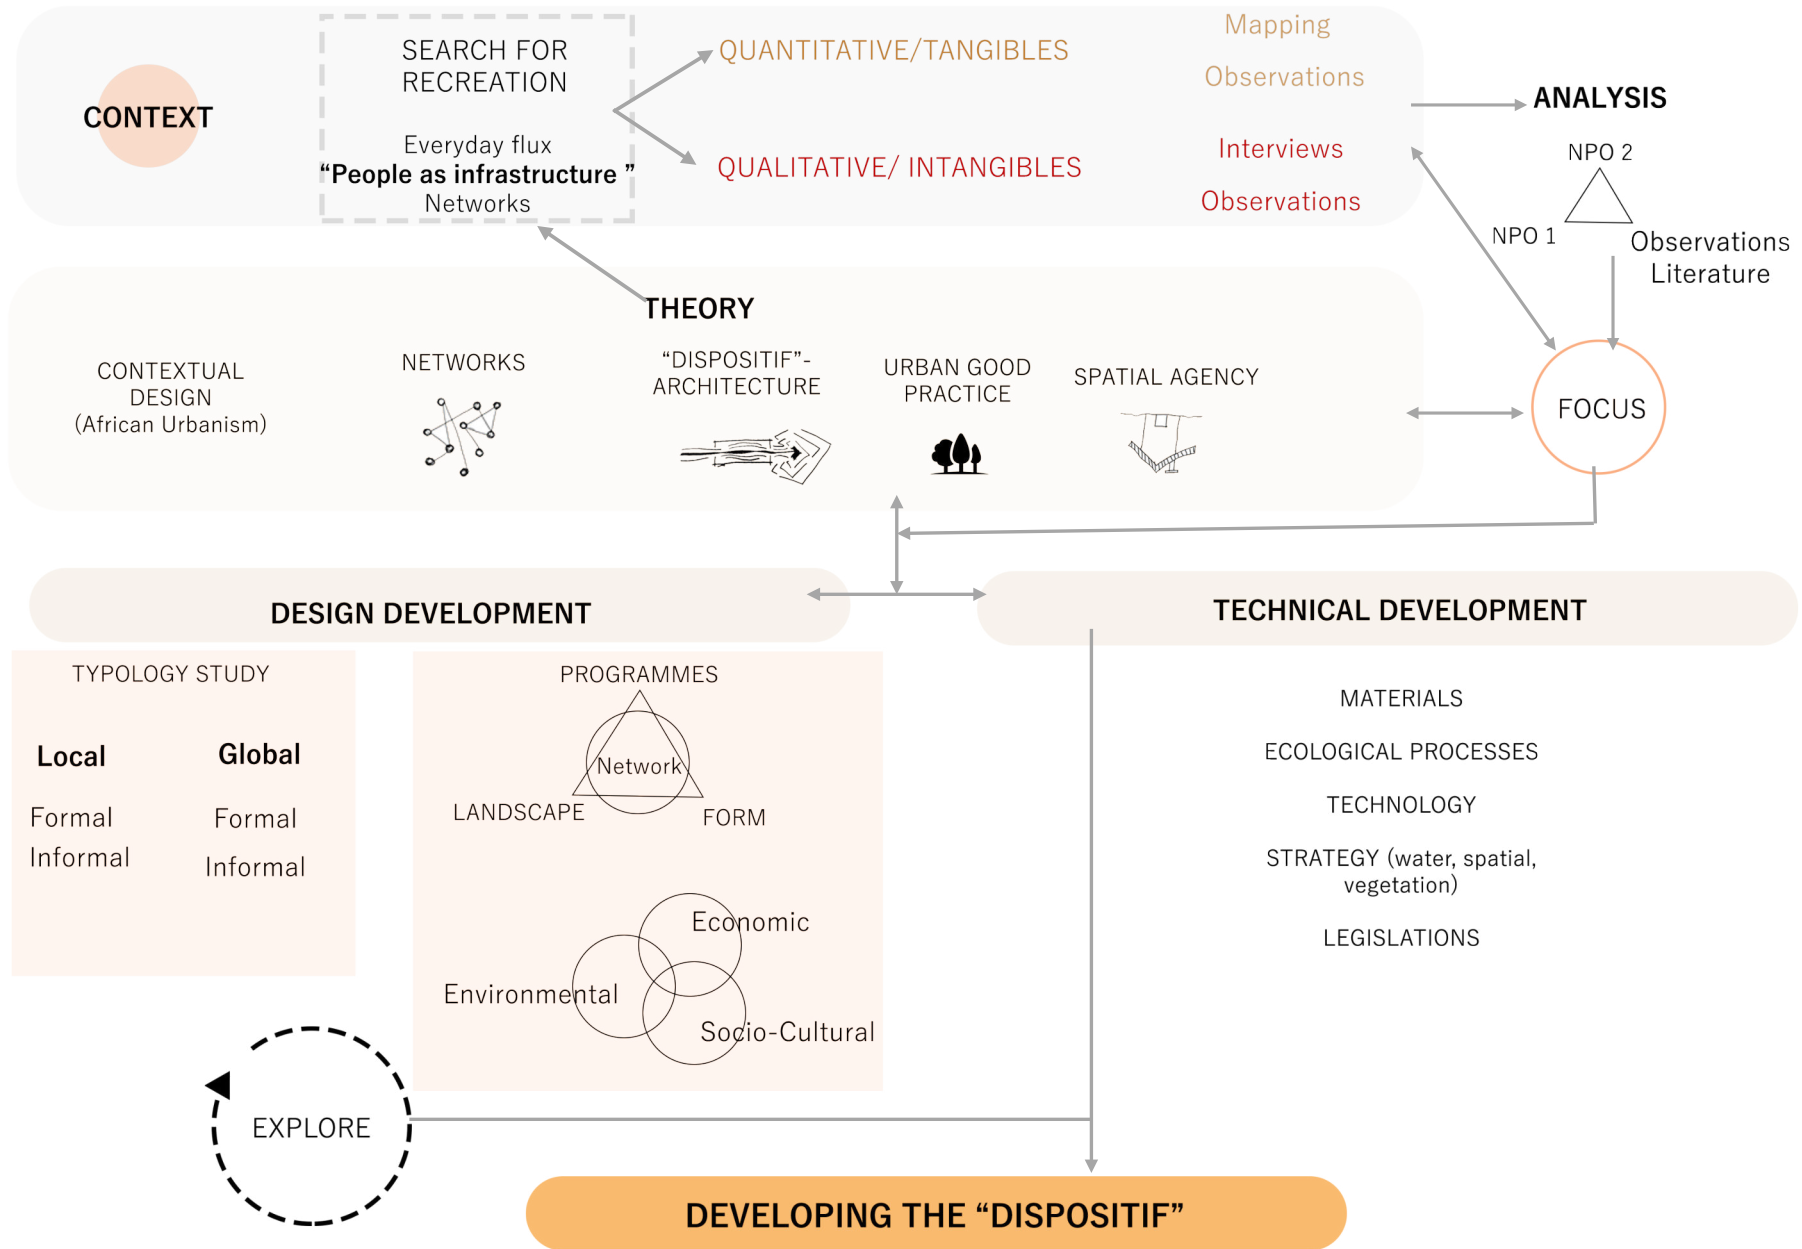 CONTEXT
SEARCH FOR
RECREATION
Everyday flux
“People as infrastructure ”
Networks
QUANTITATIVE/TANGIBLES
QUALITATIVE/ INTANGIBLES
Mapping
Observations
Interviews
Observations
ANALYSIS
NPO 2
NPO 1
Observations
Literature
THEORY
CONTEXTUAL
DESIGN
(African Urbanism)
NETWORKS
“DISPOSITIF”-
ARCHITECTURE
URBAN GOOD
PRACTICE
SPATIAL AGENCY
FOCUS
DESIGN DEVELOPMENT
TECHNICAL DEVELOPMENT
TYPOLOGY STUDY
Local
Global
Formal
Formal
Informal
Informal
PROGRAMMES
Network
LANDSCAPE
FORM
Economic
Environmental
Socio-Cultural
MATERIALS
ECOLOGICAL PROCESSES
TECHNOLOGY
STRATEGY (water, spatial,
vegetation)
LEGISLATIONS
EXPLORE
DEVELOPING THE “DISPOSITIF”